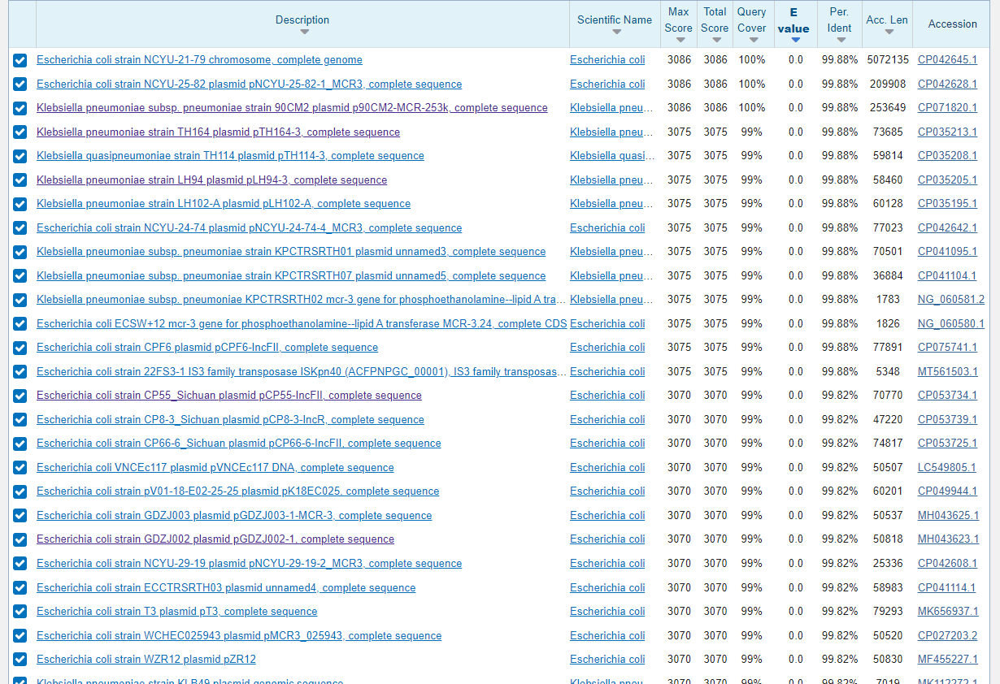 Description Scientific Name Max Score Total Score Query Cover E value Per. Ident Acc. Len Accession
Escherichia coli strain NCYU-21-79 chromosome, complete genome Escherichia coli 3086 3086 100% 0.0 99.88% 5072135 CP042645.1
Escherichia coli strain NCYU-25-82 plasmid pNCYU-25-82-1_MCR3, complete sequence Escherichia coli 3086 3086 100% 0.0 99.88% 209908 CP042628.1
Klebsiella pneumoniae subsp. pneumoniae strain 90CM2 plasmid p90CM2-MCR-253k, complete sequence Klebsiella pneu... 3086 3086 100% 0.0 99.88% 253649 CP071820.1
Klebsiella pneumoniae strain TH164 plasmid pTH164-3, complete sequence Klebsiella pneu... 3075 3075 99% 0.0 99.88% 73685 CP035213.1
Klebsiella quasipneumoniae strain TH114 plasmid pTH114-3, complete sequence Klebsiella quasi... 3075 3075 99% 0.0 99.88% 59814 CP035208.1
Klebsiella pneumoniae strain LH94 plasmid pLH94-3, complete sequence Klebsiella pneu... 3075 3075 99% 0.0 99.88% 58460 CP035205.1
Klebsiella pneumoniae strain LH102-A plasmid pLH102-A, complete sequence Klebsiella pneu... 3075 3075 99% 0.0 99.88% 60128 CP035195.1
Escherichia coli strain NCYU-24-74 plasmid pNCYU-24-74-4_MCR3, complete sequence Escherichia coli 3075 3075 99% 0.0 99.88% 77023 CP042642.1
Klebsiella pneumoniae subsp. pneumoniae strain KPCTRSRTH01 plasmid unnamed3, complete sequence Klebsiella pneu... 3075 3075 99% 0.0 99.88% 70501 CP041095.1
Klebsiella pneumoniae subsp. pneumoniae strain KPCTRSRTH07 plasmid unnamed5, complete sequence Klebsiella pneu... 3075 3075 99% 0.0 99.88% 36884 CP041104.1
Klebsiella pneumoniae subsp. pneumoniae KPCTRSRTH02 mcr-3 gene for phosphoethanolamine--lipid A tra... Klebsiella pneu... 3075 3075 99% 0.0 99.88% 1783 NG_060581.2
Escherichia coli ECSW+12 mcr-3 gene for phosphoethanolamine--lipid A transferase MCR-3.24, complete CDS Escherichia coli 3075 3075 99% 0.0 99.88% 1826 NG_060580.1
Escherichia coli strain CPF6 plasmid pCPF6-IncFII, complete sequence Escherichia coli 3075 3075 99% 0.0 99.88% 77891 CP075741.1
Escherichia coli strain 22FS3-1 IS3 family transposase ISKpn40 (ACFPNPGC_00001), IS3 family transposas... Escherichia coli 3075 3075 99% 0.0 99.88% 5348 MT561503.1
Escherichia coli strain CP55_Sichuan plasmid pCP55-IncFII, complete sequence Escherichia coli 3070 3070 99% 0.0 99.82% 70770 CP053734.1
Escherichia coli strain CP8-3_Sichuan plasmid pCP8-3-IncR, complete sequence Escherichia coli 3070 3070 99% 0.0 99.82% 47220 CP053739.1
Escherichia coli strain CP66-6_Sichuan plasmid pCP66-6-IncFII, complete sequence Escherichia coli 3070 3070 99% 0.0 99.82% 74817 CP053725.1
Escherichia coli VNCEc117 plasmid pVNCEc117 DNA, complete sequence Escherichia coli 3070 3070 99% 0.0 99.82% 50507 LC549805.1
Escherichia coli strain pV01-18-E02-25-25 plasmid pK18EC025, complete sequence Escherichia coli 3070 3070 99% 0.0 99.82% 60201 CP049944.1
Escherichia coli strain GDZJ003 plasmid pGDZJ003-1-MCR-3, complete sequence Escherichia coli 3070 3070 99% 0.0 99.82% 50537 MH043625.1
Escherichia coli strain GDZJ002 plasmid pGDZJ002-1, complete sequence Escherichia coli 3070 3070 99% 0.0 99.82% 50818 MH043623.1
Escherichia coli strain NCYU-29-19 plasmid pNCYU-29-19-2_MCR3, complete sequence Escherichia coli 3070 3070 99% 0.0 99.82% 25336 CP042608.1
Escherichia coli strain ECCTRSRTH03 plasmid unnamed4, complete sequence Escherichia coli 3070 3070 99% 0.0 99.82% 58983 CP041114.1
Escherichia coli strain T3 plasmid pT3, complete sequence Escherichia coli 3070 3070 99% 0.0 99.82% 79293 MK656937.1
Escherichia coli strain WCHEC025943 plasmid pMCR3_025943, complete sequence Escherichia coli 3070 3070 99% 0.0 99.82% 50520 CP027203.2
Escherichia coli strain WZR12 plasmid pZR12 Escherichia coli 3070 3070 99% 0.0 99.82% 50830 MF455227.1
Klebsiella pneumoniae strain KLB49 plasmid genomic sequence Klebsiella pneu... 3070 3070 99% 0.0 99.82% 7019 MK112272.1